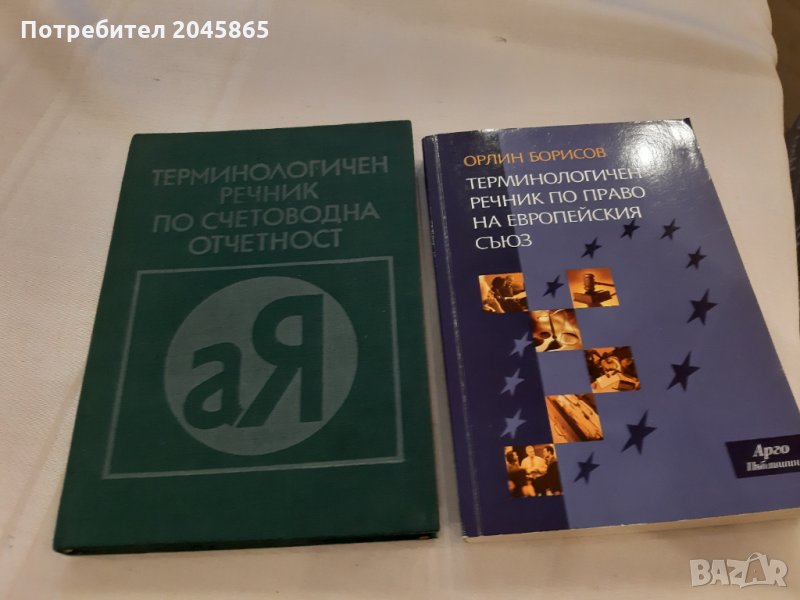 Потребител 2045865
ТЕРМИНОЛОГИЧЕН
РЕЧНИК
ПО СЧЕТОВОДНА
ОТЧЕТНОСТ
аЯ
ОРЛИН БОРИСОВ
ТЕРМИНОЛОГИЧЕН
РЕЧНИК ПО ПРАВО
НА ЕВРОПЕЙСКИЯ
СЪЮЗ
Арго
Пъблишинг
BAZAR